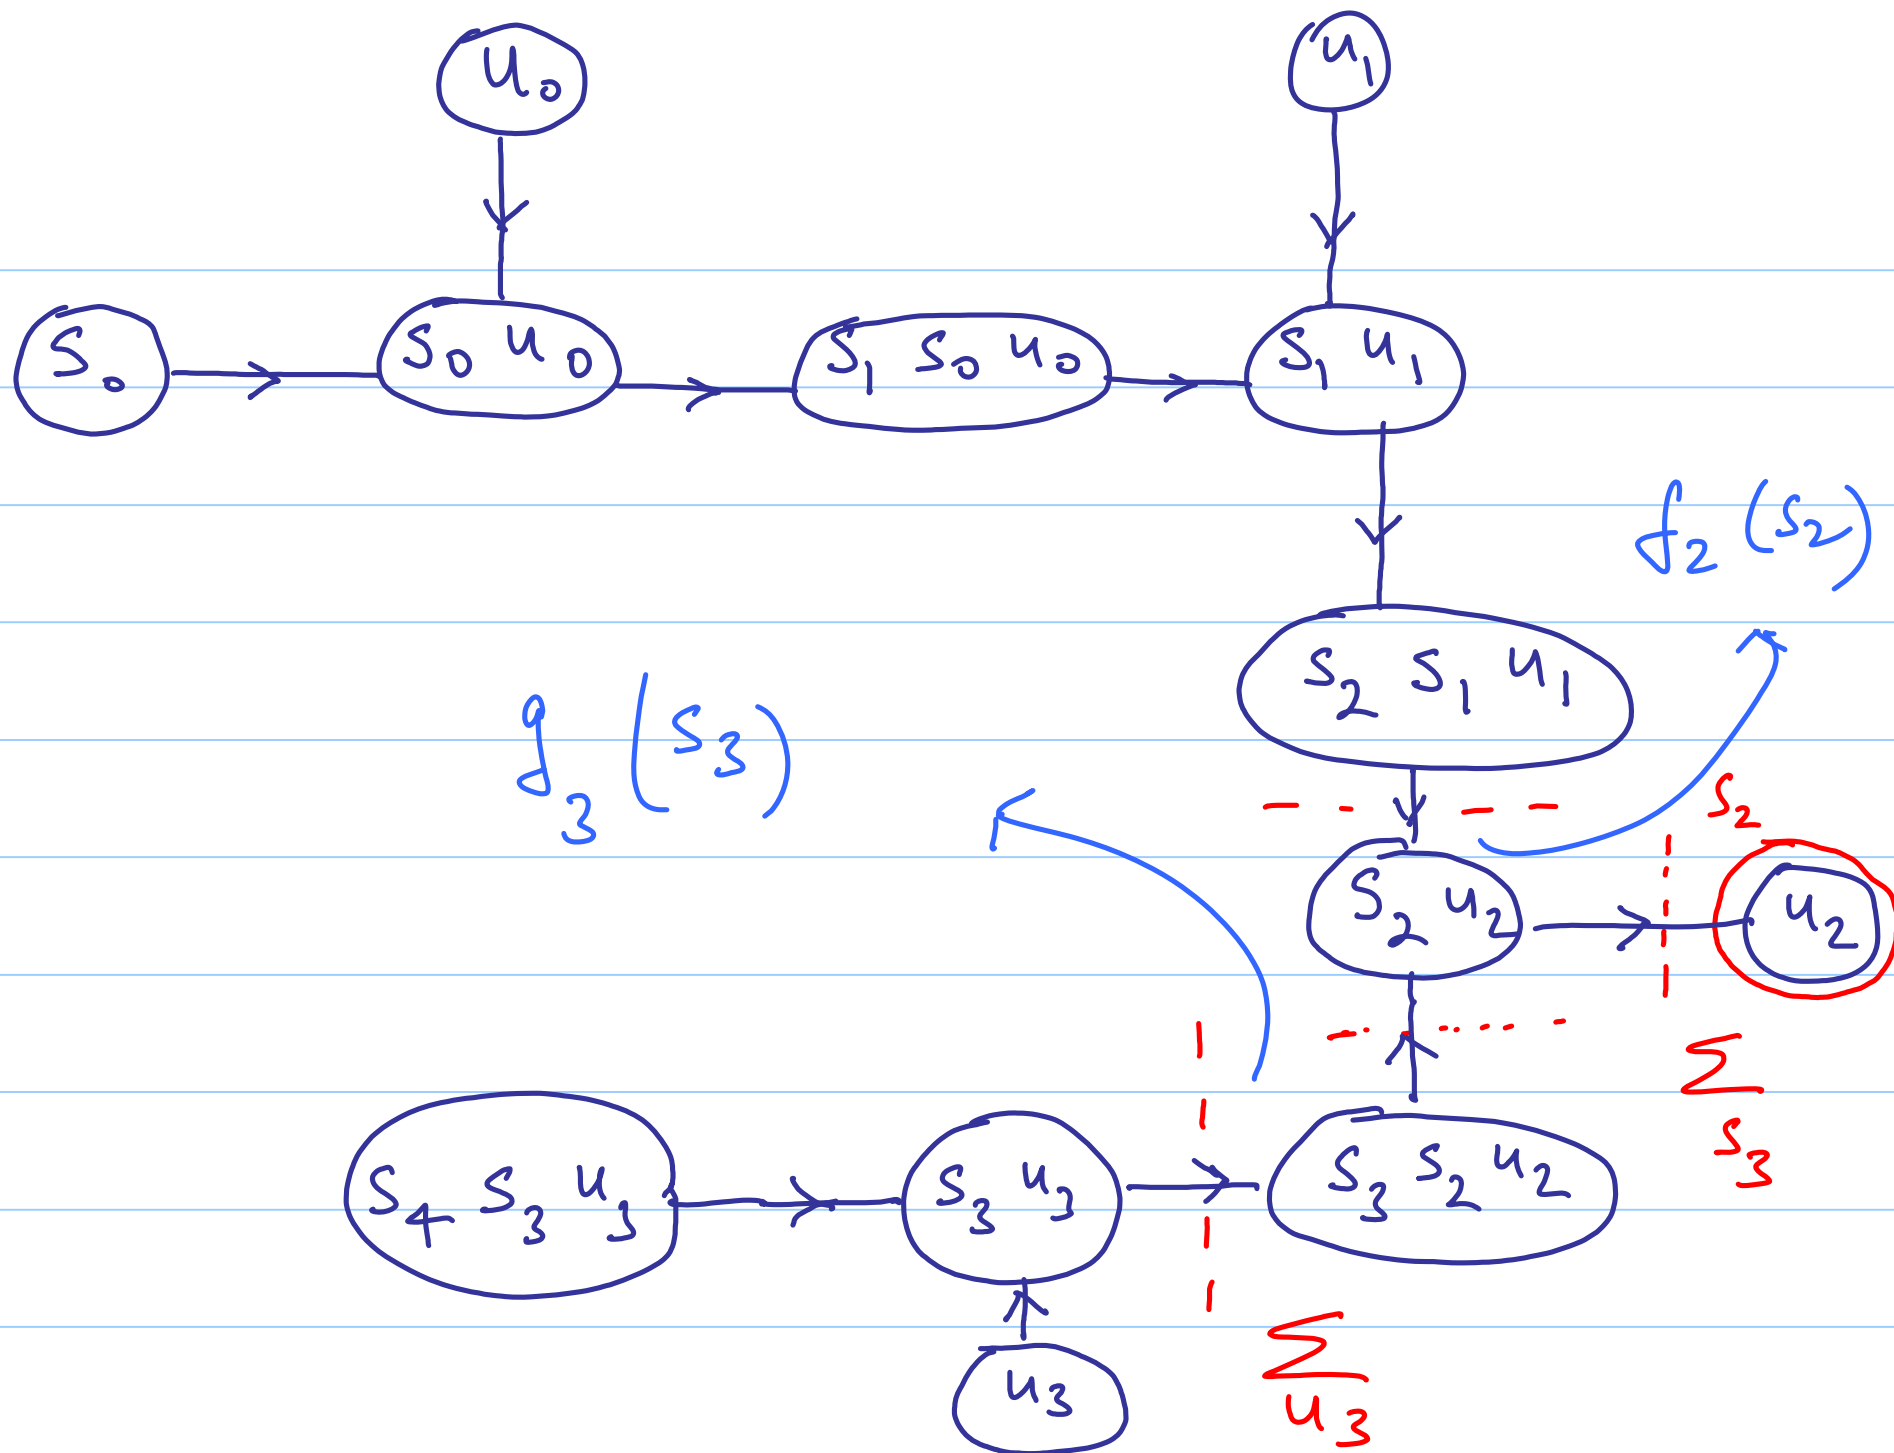 u₀
u₁
S₀
S₀ u₀
S₁ S₀ u₀
S₁ u₁
f₂ (S₂)
S₂ S₁ u₁
g₃ (S₃)
S₂
S₂ u₂
u₂
∑
S₃
S₄ S₃ u₃
S₃ u₃
S₃ S₂ u₂
∑
u₃
u₃